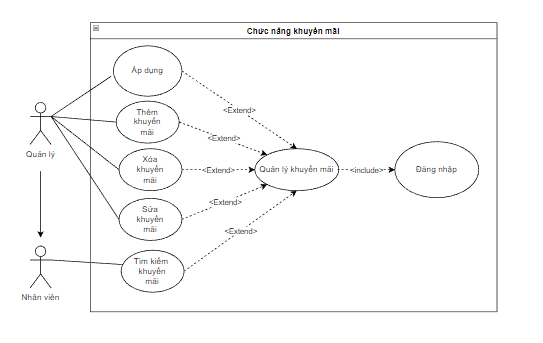 Chức năng khuyến mãi
Áp dụng
<Extend>
Thêm
khuyến
mãi
<Extend>
Quản lý
Xóa
khuyến
mãi
<Extend>
Quản lý khuyến mãi
<include>
Đăng nhập
Sửa
khuyến
mãi
<Extend>
<Extend>
Tìm kiếm
khuyến
mãi
Nhân viên